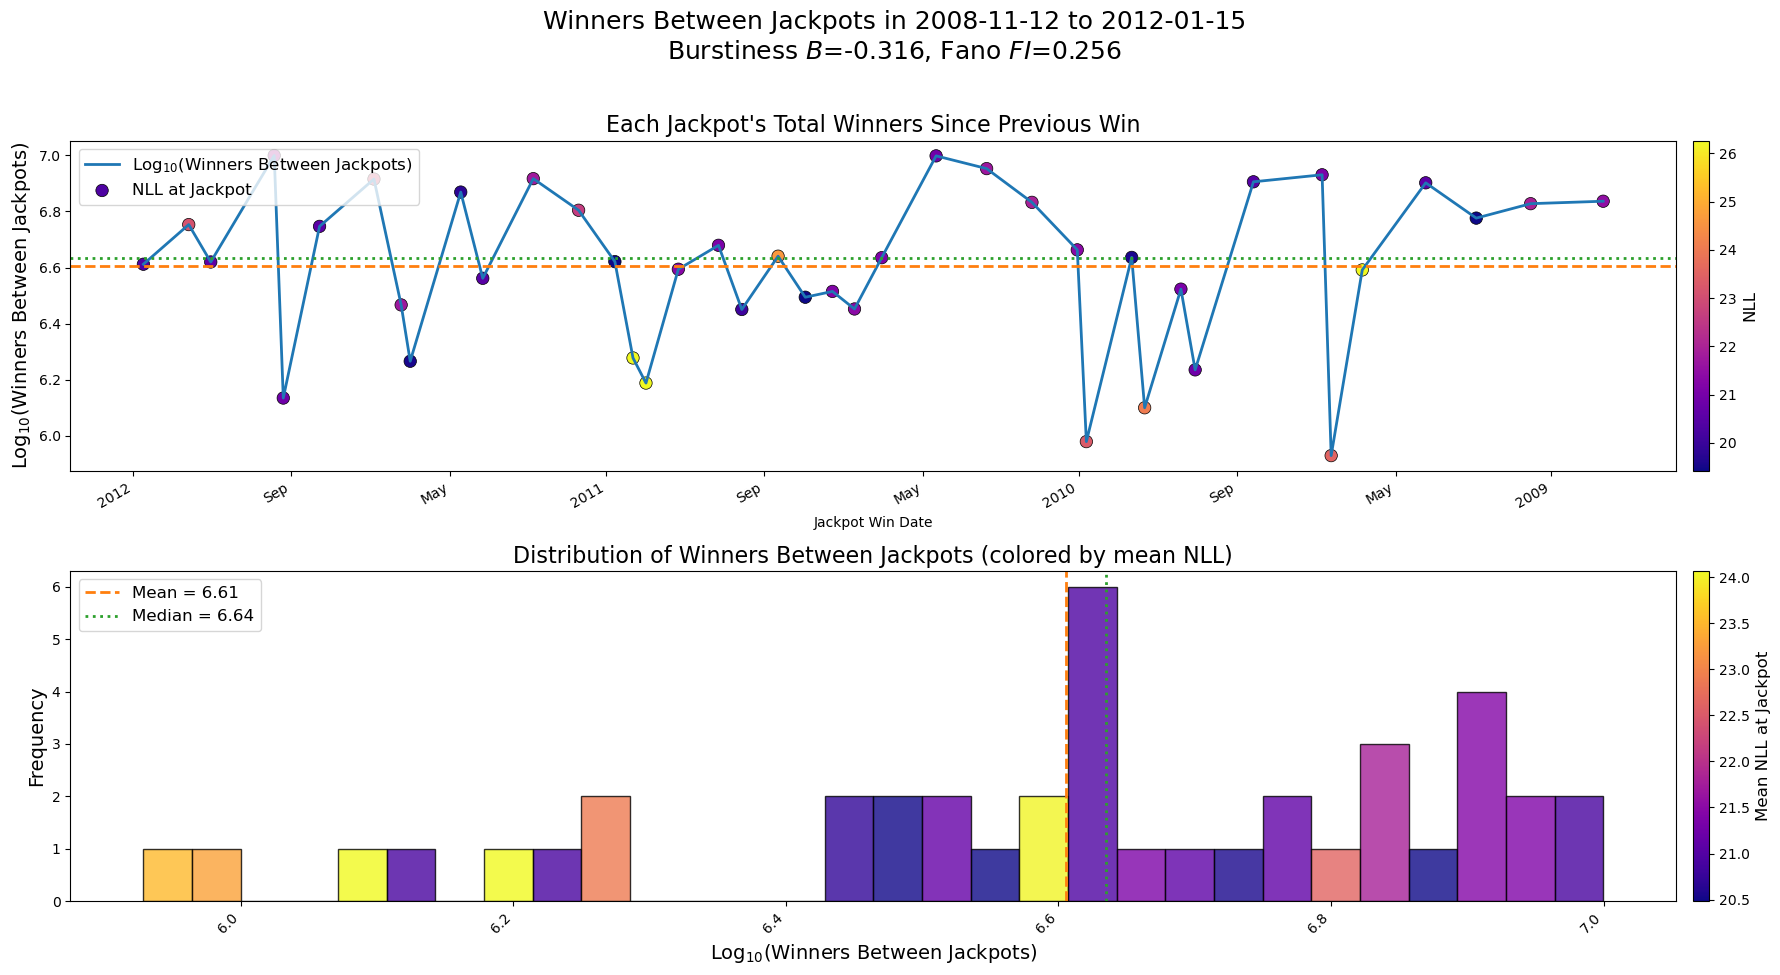 Winners Between Jackpots in 2008-11-12 to 2012-01-15
Burstiness B=-0.316, Fano FI=0.256
Each Jackpot's Total Winners Since Previous Win
Log10(Winners Between Jackpots)
7.0
6.8
6.6
6.4
6.2
6.0
Log10(Winners Between Jackpots)
NLL at Jackpot
2012
Sep
May
2011
Sep
May
2010
Sep
May
2009
Jackpot Win Date
26
25
24
23
22
21
20
NLL
Distribution of Winners Between Jackpots (colored by mean NLL)
Frequency
6
5
4
3
2
1
0
Mean = 6.61
Median = 6.64
6.0
6.2
6.4
6.6
6.8
7.0
Log10(Winners Between Jackpots)
24.0
23.5
23.0
22.5
22.0
21.5
21.0
20.5
Mean NLL at Jackpot